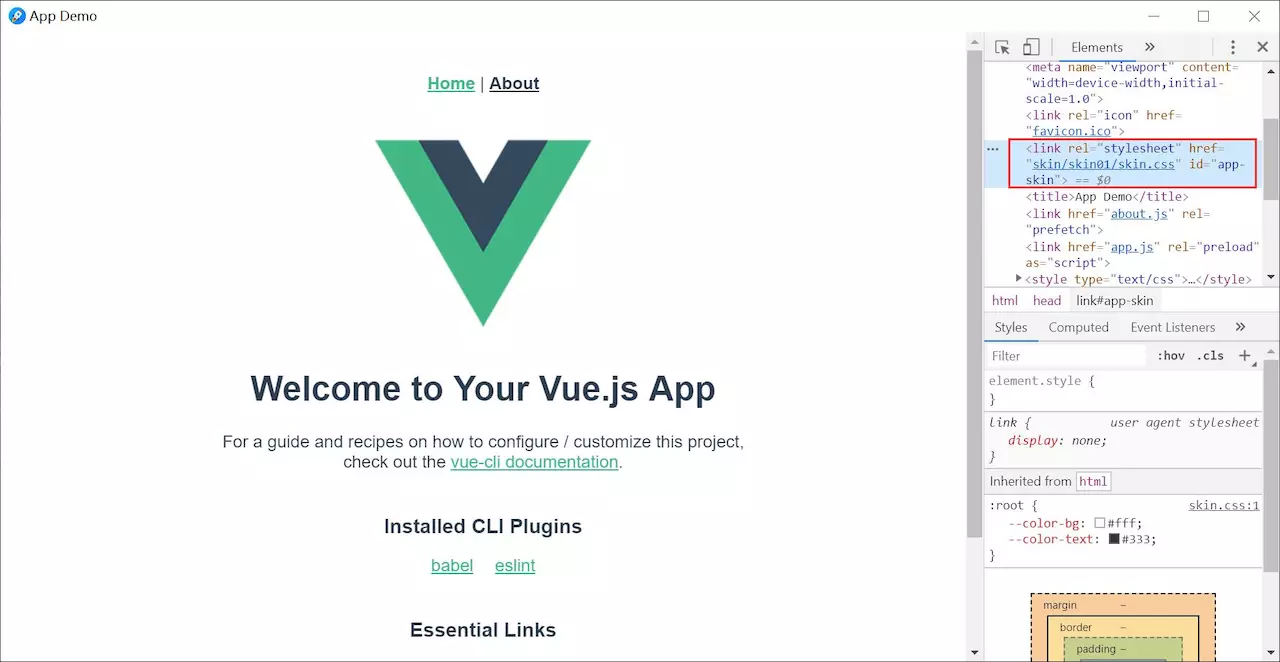 App Demo
Home | About
Welcome to Your Vue.js App
For a guide and recipes on how to configure / customize this project,
check out the vue-cli documentation.
Installed CLI Plugins
babel eslint
Essential Links
Elements »
<meta name="viewport" content=
"width=device-width,initial-
scale=1.0">
<link rel="icon" href=
"favicon.ico">
<link rel="stylesheet" href=
"skin/skin01/skin.css" id="app-
skin"> == $0
<title>App Demo</title>
<link href="about.js" rel=
"prefetch">
<link href="app.js" rel="preload"
as="script">
<style type="text/css">…</style>
html head link#app-skin
Styles Computed Event Listeners »
Filter :hov .cls +
element.style {
}
link { user agent stylesheet
display: none;
}
Inherited from html
:root { skin.css:1
--color-bg: #fff;
--color-text: #333;
}
margin –
border –
padding –